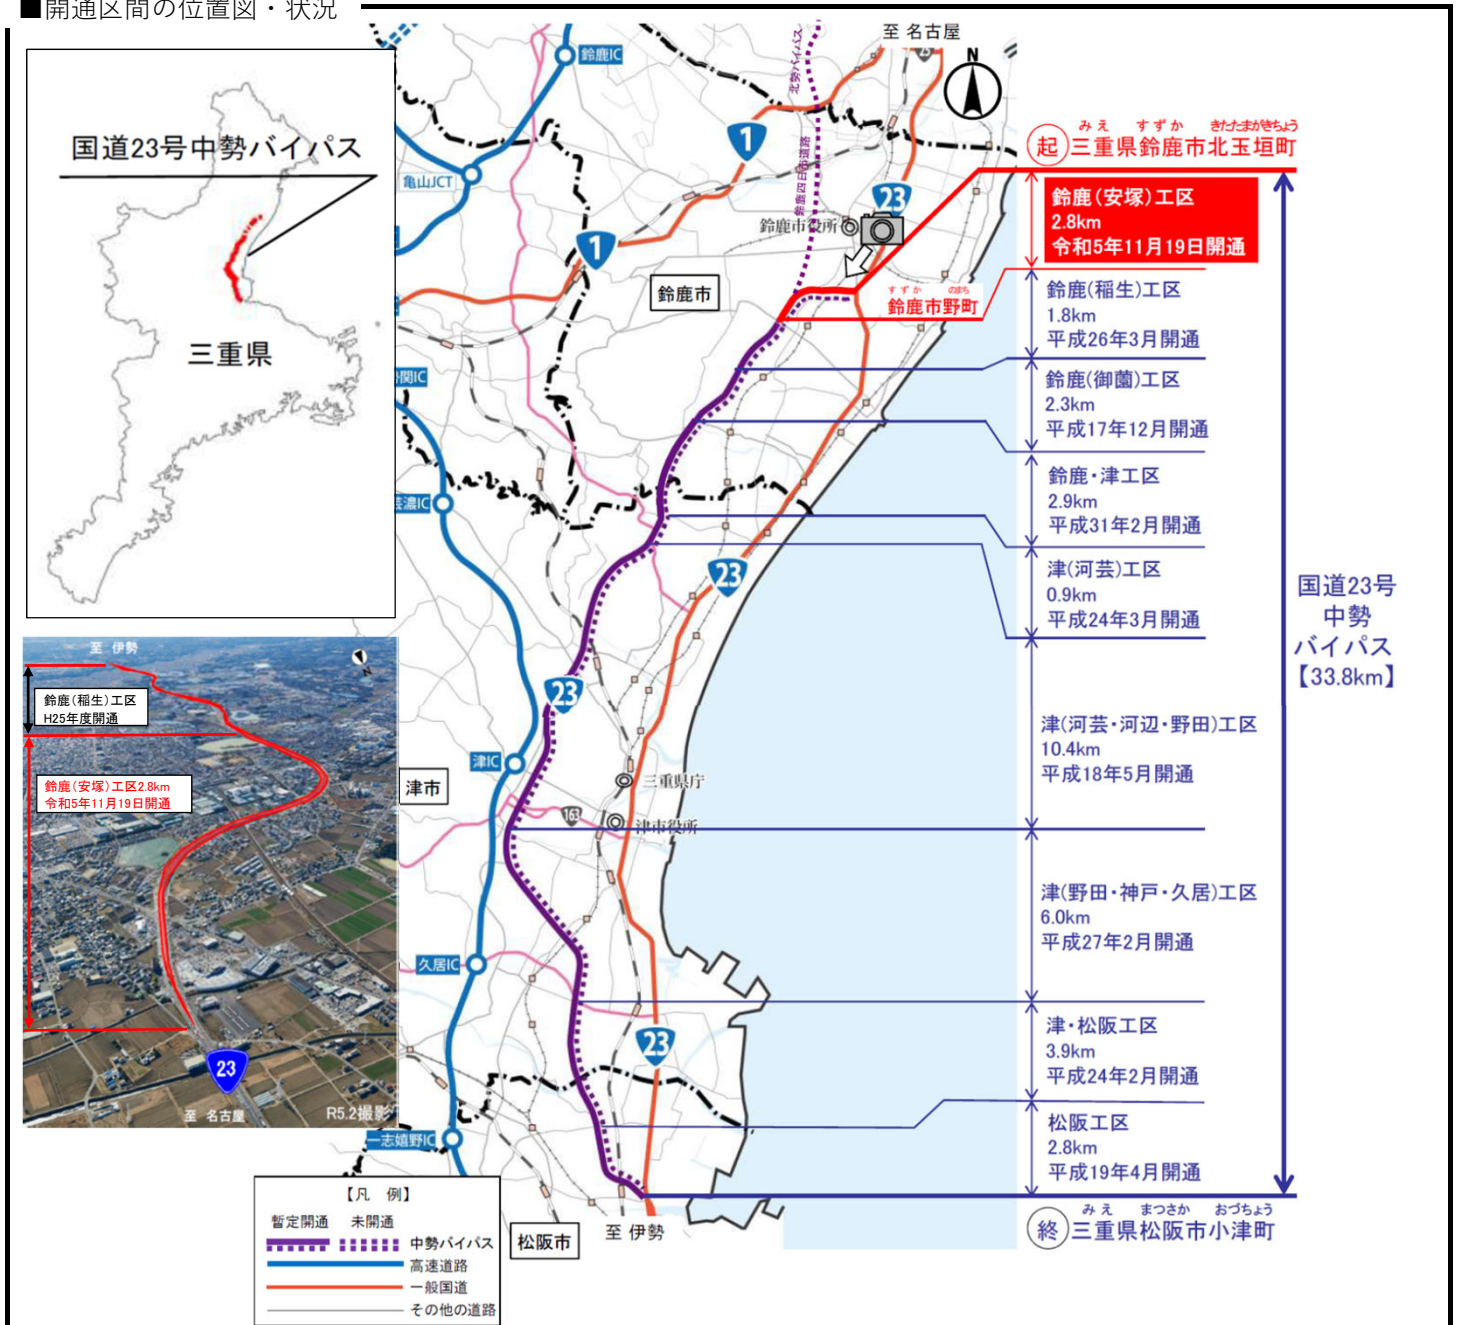 ■開通区間の位置図・状況
国道23号中勢バイパス
三重県
至 名古屋
N
北勢バイパス
鈴鹿四日市道路
鈴鹿IC
25
1
亀山JCT
23
鈴鹿市役所
1
鈴鹿市
すずか のまち
鈴鹿市野町
関IC
芸濃IC
23
23
津IC
三重県庁
津市
163
津市役所
久居IC
23
一志嬉野IC
松阪市
至 伊勢
みえ すずか きたたまがきちょう
起 三重県鈴鹿市北玉垣町
鈴鹿(安塚)工区
2.8km
令和5年11月19日開通
鈴鹿(稲生)工区
1.8km
平成26年3月開通
鈴鹿(御薗)工区
2.3km
平成17年12月開通
鈴鹿・津工区
2.9km
平成31年2月開通
津(河芸)工区
0.9km
平成24年3月開通
津(河芸・河辺・野田)工区
10.4km
平成18年5月開通
津(野田・神戸・久居)工区
6.0km
平成27年2月開通
津・松阪工区
3.9km
平成24年2月開通
松阪工区
2.8km
平成19年4月開通
みえ まつさか おづちょう
終 三重県松阪市小津町
国道23号
中勢
バイパス
【33.8km】
至 伊勢
N
鈴鹿(稲生)工区
H25年度開通
鈴鹿(安塚)工区2.8km
令和5年11月19日開通
23
至 名古屋
R5.2撮影
【凡 例】
暫定開通 未開通
中勢バイパス
高速道路
一般国道
その他の道路